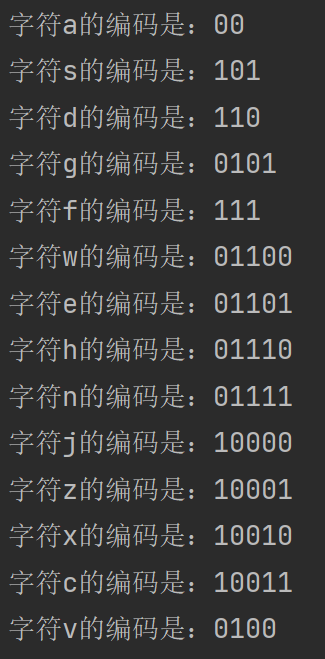 字符a的编码是：00
字符s的编码是：101
字符d的编码是：110
字符g的编码是：0101
字符f的编码是：111
字符w的编码是：01100
字符e的编码是：01101
字符h的编码是：01110
字符n的编码是：01111
字符j的编码是：10000
字符z的编码是：10001
字符x的编码是：10010
字符c的编码是：10011
字符v的编码是：0100